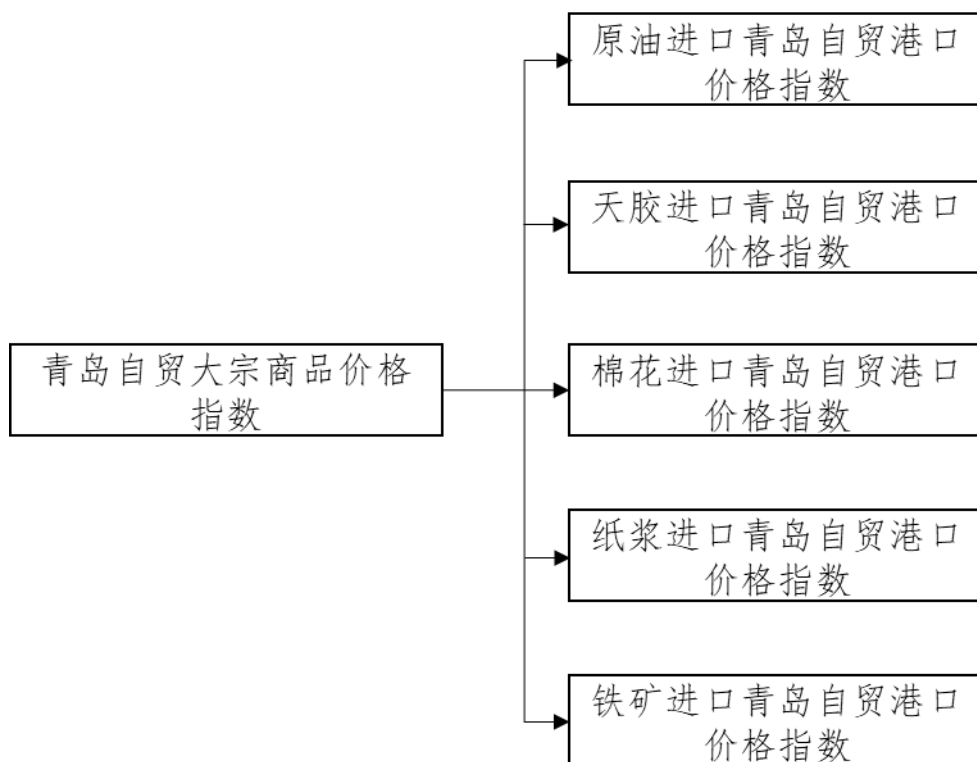 原油进口青岛自贸港口
价格指数
天胶进口青岛自贸港口
价格指数
青岛自贸大宗商品价格
指数
棉花进口青岛自贸港口
价格指数
纸浆进口青岛自贸港口
价格指数
铁矿进口青岛自贸港口
价格指数